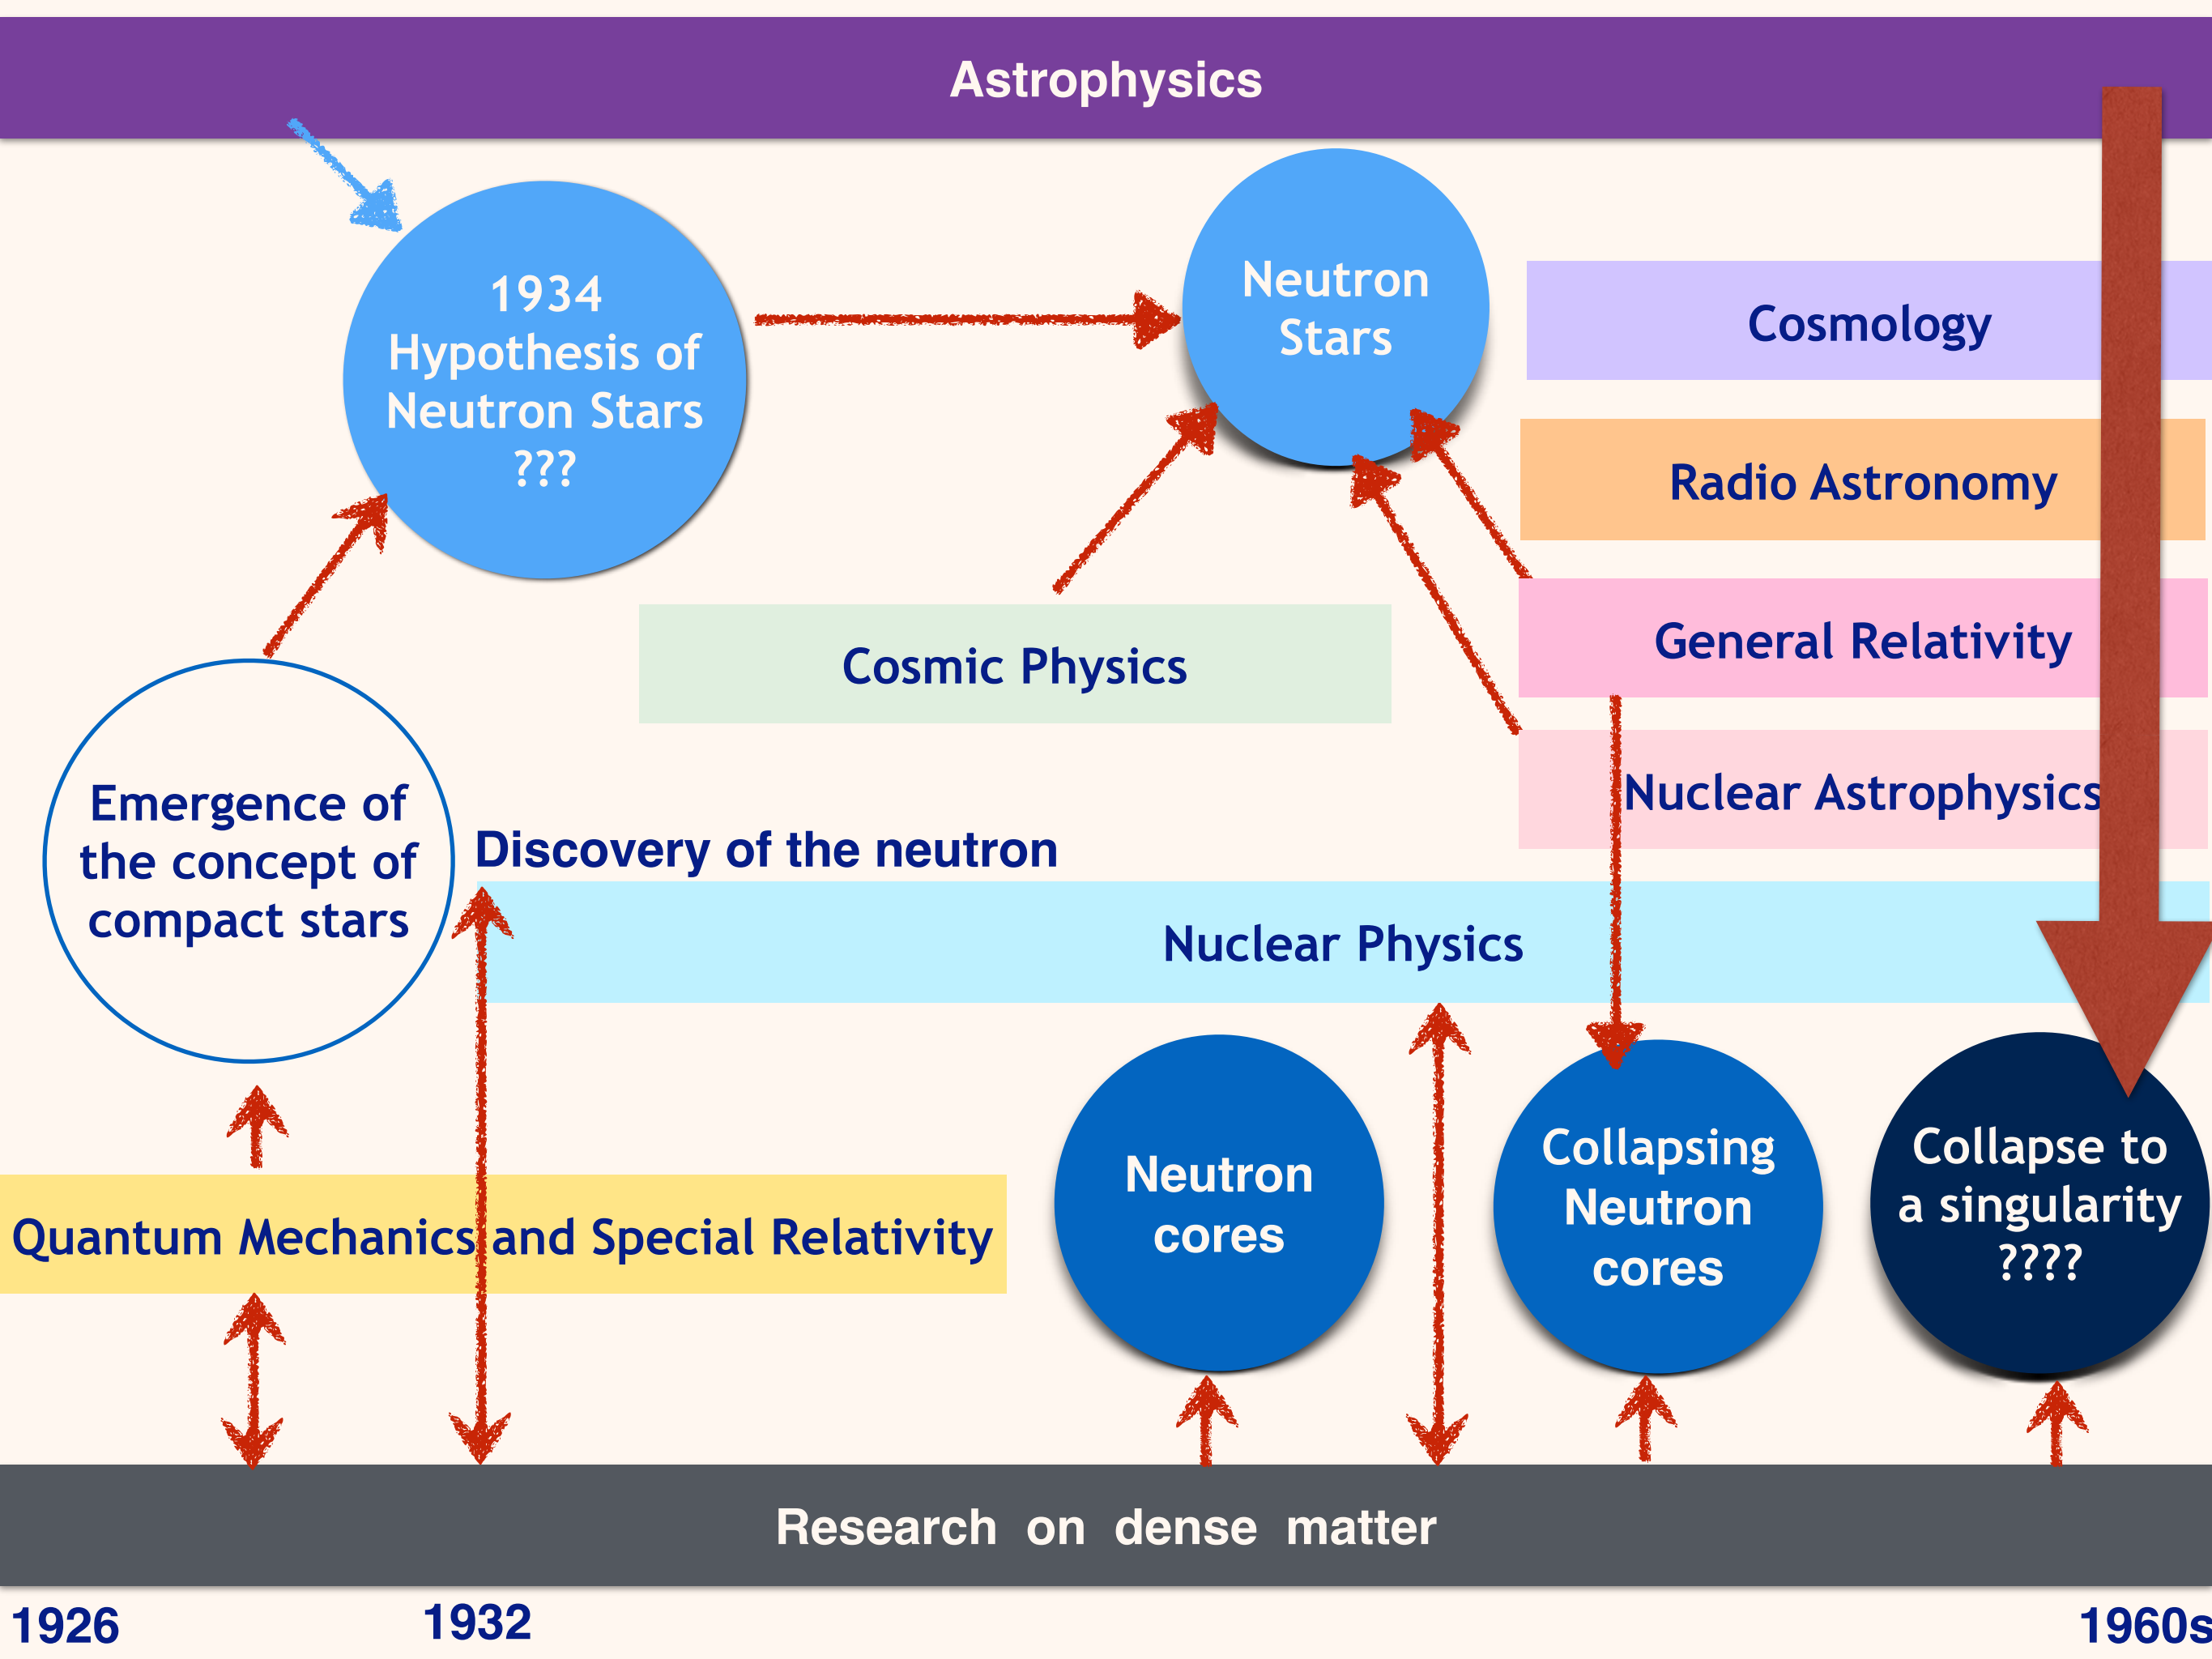 Astrophysics
1934
Hypothesis of
Neutron Stars
???
Neutron
Stars
Cosmology
Radio Astronomy
General Relativity
Cosmic Physics
Nuclear Astrophysics
Emergence of
the concept of
compact stars
Discovery of the neutron
Nuclear Physics
Quantum Mechanics and Special Relativity
Neutron
cores
Collapsing
Neutron
cores
Collapse to
a singularity
????
Research on dense matter
1926
1932
1960s